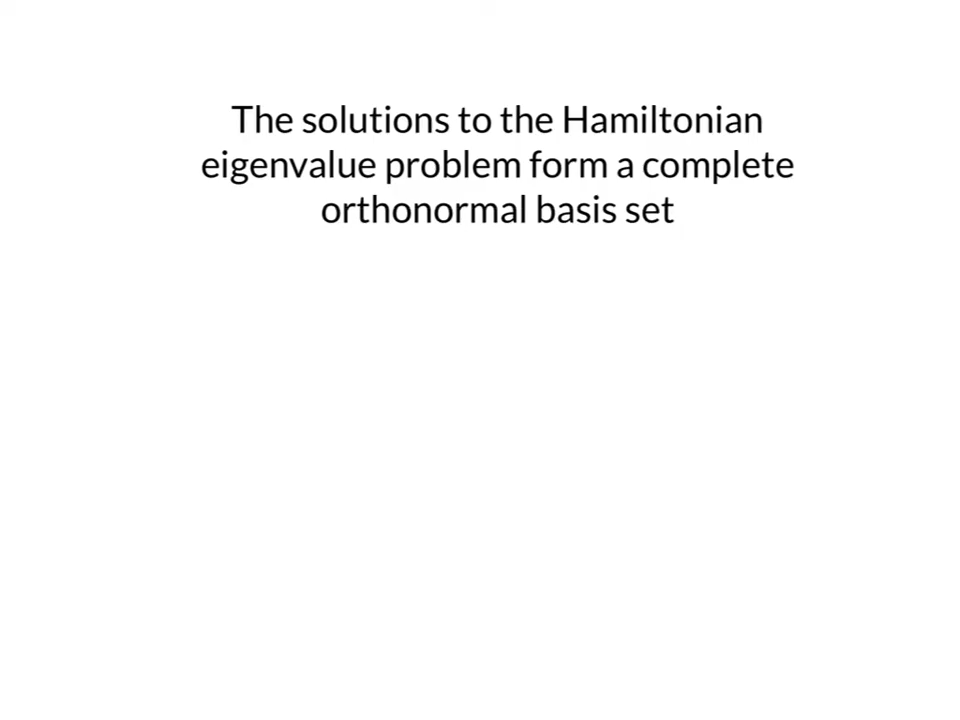 The solutions to the Hamiltonian
eigenvalue problem form a complete
orthonormal basis set